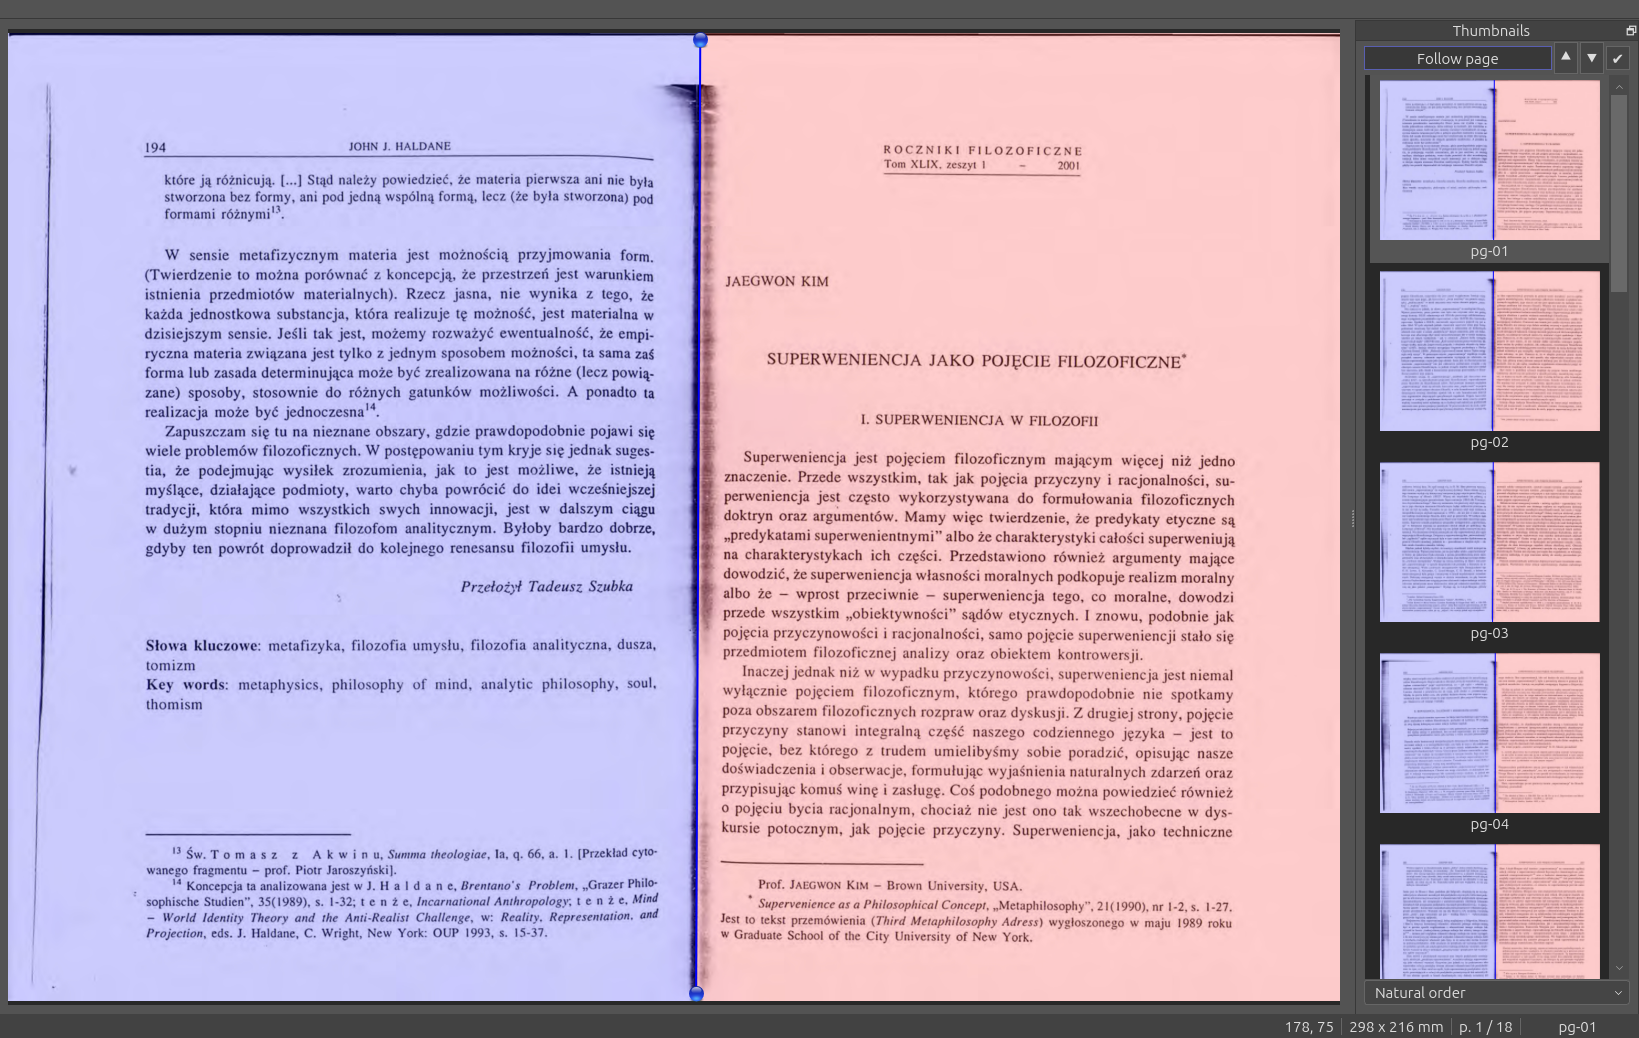 194
JOHN J. HALDANE
które ją różnicują. [...] Stąd należy powiedzieć, że materia pierwsza ani nie była
stworzona bez formy, ani pod jedną wspólną formą, lecz (że była stworzona) pod
formami różnymi¹³.
W sensie metafizycznym materia jest możnością przyjmowania form.
(Twierdzenie to można porównać z koncepcją, że przestrzeń jest warunkiem
istnienia przedmiotów materialnych). Rzecz jasna, nie wynika z tego, że
każda jednostkowa substancja, która realizuje tę możność, jest materialna w
dzisiejszym sensie. Jeśli tak jest, możemy rozważyć ewentualność, że empi-
ryczna materia związana jest tylko z jednym sposobem możności, ta sama zaś
forma lub zasada determinująca może być zrealizowana na różne (lecz powią-
zane) sposoby, stosownie do różnych gatunków możliwości. A ponadto ta
realizacja może być jednoczesna¹⁴.
Zapuszczam się tu na nieznane obszary, gdzie prawdopodobnie pojawi się
wiele problemów filozoficznych. W postępowaniu tym kryje się jednak suges-
tia, że podejmując wysiłek zrozumienia, jak to jest możliwe, że istnieją
myślące, działające podmioty, warto chyba powrócić do idei wcześniejszej
tradycji, która mimo wszystkich swych innowacji, jest w dalszym ciągu
w dużym stopniu nieznana filozofom analitycznym. Byłoby bardzo dobrze,
gdyby ten powrót doprowadził do kolejnego renesansu filozofii umysłu.
Przełożył Tadeusz Szubka
Słowa kluczowe: metafizyka, filozofia umysłu, filozofia analityczna, dusza,
tomizm
Key words: metaphysics, philosophy of mind, analytic philosophy, soul,
thomism
¹³ Św. Tomasz z Akwinu, Summa theologiae, Ia, q. 66, a. 1. [Przekład cyto-
wanego fragmentu – prof. Piotr Jaroszyński].
¹⁴ Koncepcja ta analizowana jest w J. Haldane, Brentano's Problem, „Grazer Philo-
sophische Studien", 35(1989), s. 1-32; tenże, Incarnational Anthropology; tenże, Mind
– World Identity Theory and the Anti-Realist Challenge, w: Reality. Representation. and
Projection, eds. J. Haldane, C. Wright, New York: OUP 1993, s. 15-37.
ROCZNIKI FILOZOFICZNE
Tom XLIX, zeszyt 1 – 2001
JAEGWON KIM
SUPERWENIENCJA JAKO POJĘCIE FILOZOFICZNE*
I. SUPERWENIENCJA W FILOZOFII
Superweniencja jest pojęciem filozoficznym mającym więcej niż jedno
znaczenie. Przede wszystkim, tak jak pojęcia przyczyny i racjonalności, su-
perweniencja jest często wykorzystywana do formułowania filozoficznych
doktryn oraz argumentów. Mamy więc twierdzenie, że predykaty etyczne są
„predykatami superwenientnymi" albo że charakterystyki całości superweniują
na charakterystykach ich części. Przedstawiono również argumenty mające
dowodzić, że superweniencja własności moralnych podkopuje realizm moralny
albo że – wprost przeciwnie – superweniencja tego, co moralne, dowodzi
przede wszystkim „obiektywności" sądów etycznych. I znowu, podobnie jak
pojęcia przyczynowości i racjonalności, samo pojęcie superweniencji stało się
przedmiotem filozoficznej analizy oraz obiektem kontrowersji.
Inaczej jednak niż w wypadku przyczynowości, superweniencja jest niemal
wyłącznie pojęciem filozoficznym, którego prawdopodobnie nie spotkamy
poza obszarem filozoficznych rozpraw oraz dyskusji. Z drugiej strony, pojęcie
przyczyny stanowi integralną część naszego codziennego języka – jest to
pojęcie, bez którego z trudem umielibyśmy sobie poradzić, opisując nasze
doświadczenia i obserwacje, formułując wyjaśnienia naturalnych zdarzeń oraz
przypisując komuś winę i zasługę. Coś podobnego można powiedzieć również
o pojęciu bycia racjonalnym, chociaż nie jest ono tak wszechobecne w dys-
kursie potocznym, jak pojęcie przyczyny. Superweniencja, jako techniczne
Prof. JAEGWON KIM – Brown University, USA.
* Supervenience as a Philosophical Concept, „Metaphilosophy", 21(1990), nr 1-2, s. 1-27.
Jest to tekst przemówienia (Third Metaphilosophy Adress) wygłoszonego w maju 1989 roku
w Graduate School of the City University of New York.
Thumbnails
Follow page
pg-01
pg-02
pg-03
pg-04
Natural order
178, 75
298 x 216 mm
p. 1 / 18
pg-01